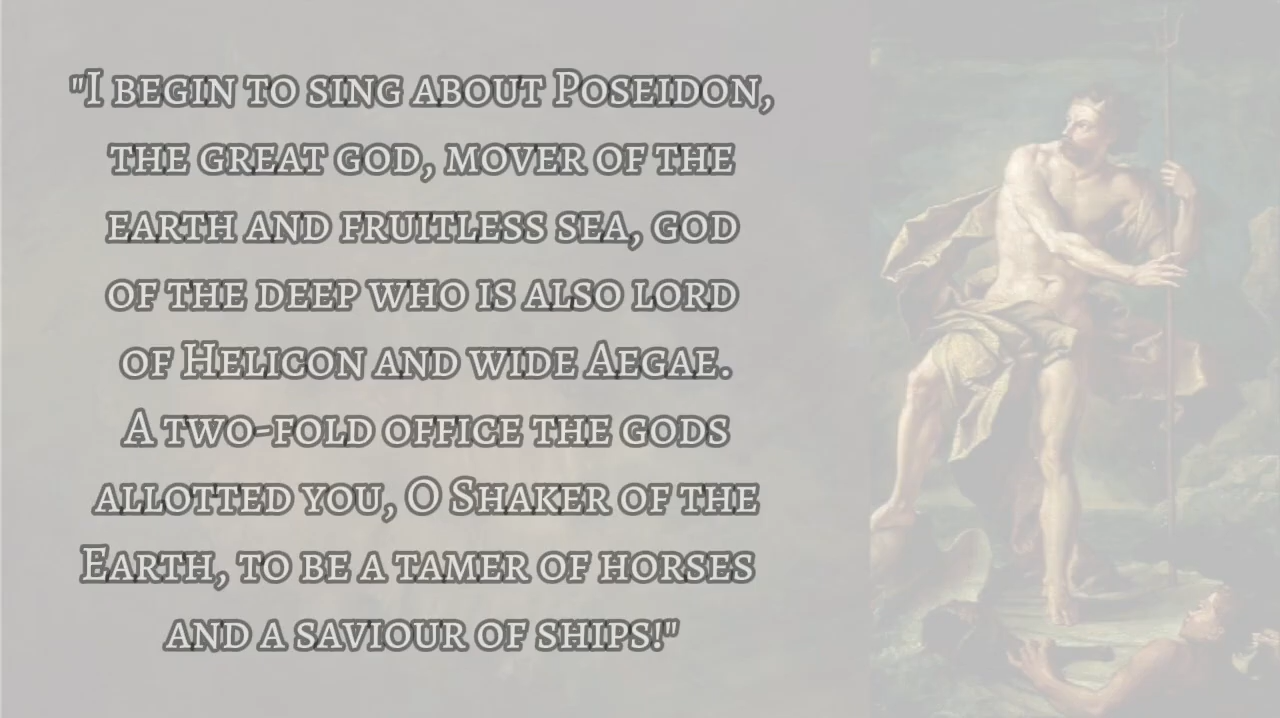 "I begin to sing about Poseidon,
the great god, mover of the
earth and fruitless sea, god
of the deep who is also lord
of Helicon and wide Aegae.
A two-fold office the gods
allotted you, O Shaker of the
Earth, to be a tamer of horses
and a saviour of ships!"